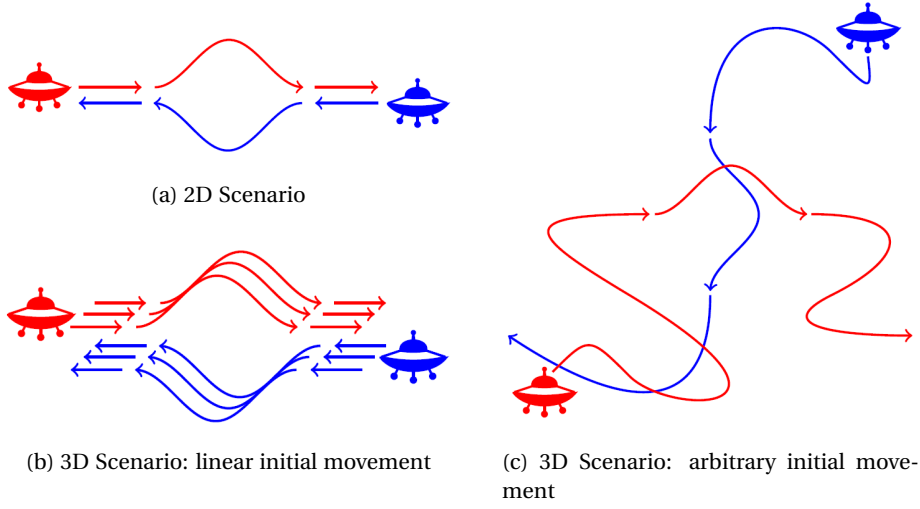 (a) 2D Scenario
(b) 3D Scenario: linear initial movement
(c) 3D Scenario: arbitrary initial move-
ment